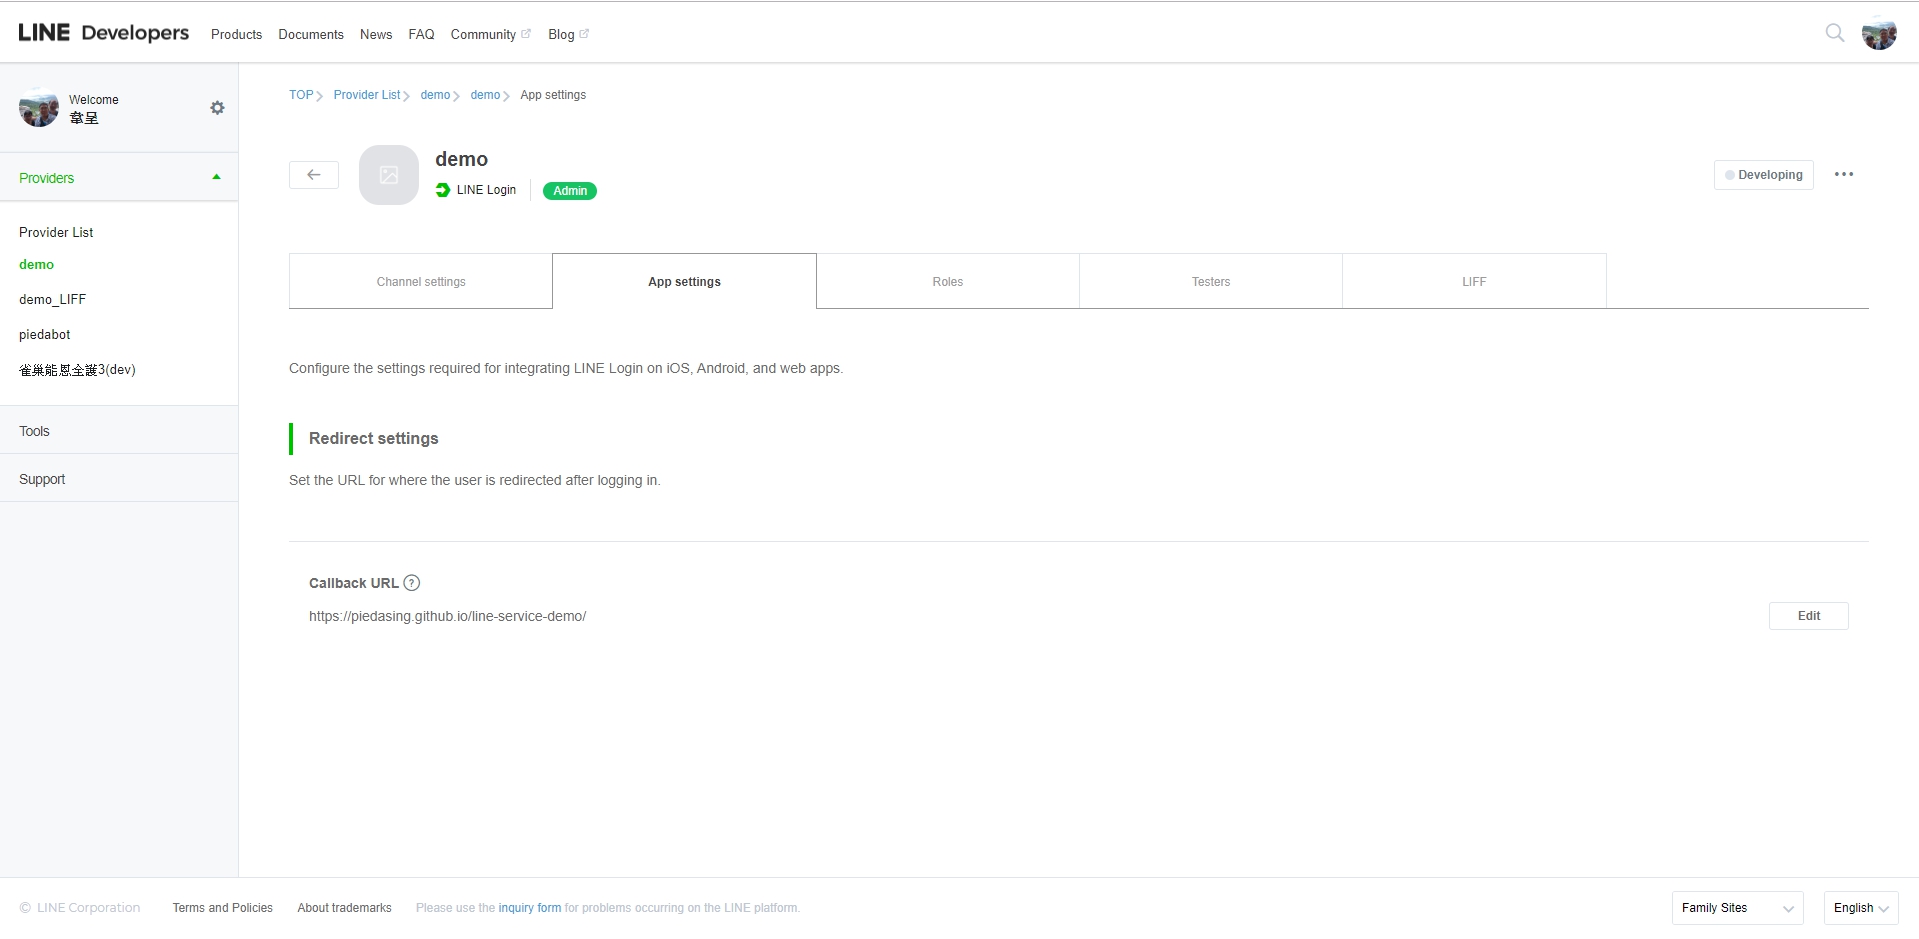 LINE Developers Products Documents News FAQ Community Blog
Welcome
韋呈
Providers
Provider List
demo
demo_LIFF
piedabot
雀巢能恩全護3(dev)
Tools
Support
TOP Provider List demo demo App settings
demo
LINE Login Admin
Developing
Channel settings App settings Roles Testers LIFF
Configure the settings required for integrating LINE Login on iOS, Android, and web apps.
Redirect settings
Set the URL for where the user is redirected after logging in.
Callback URL ?
https://piedasing.github.io/line-service-demo/
Edit
© LINE Corporation Terms and Policies About trademarks Please use the inquiry form for problems occurring on the LINE platform. Family Sites English